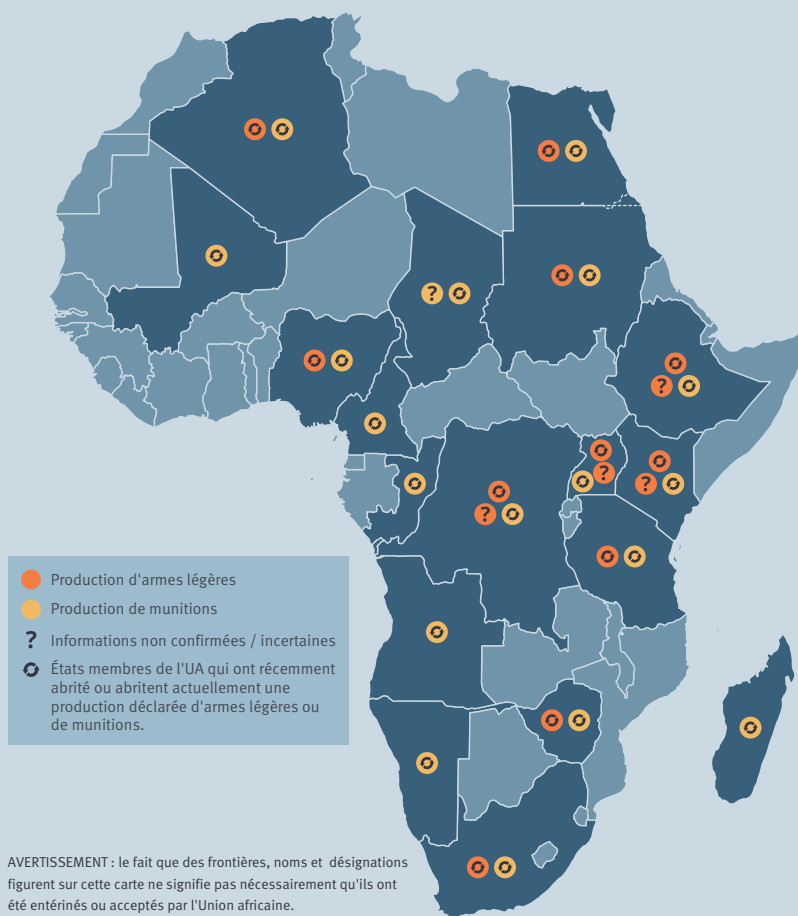 ?
?
?
?
?
Production d'armes légères
Production de munitions
? Informations non confirmées / incertaines
États membres de l'UA qui ont récemment
abrité ou abritent actuellement une
production déclarée d'armes légères ou
de munitions.
AVERTISSEMENT : le fait que des frontières, noms et désignations
figurent sur cette carte ne signifie pas nécessairement qu'ils ont
été entérinés ou acceptés par l'Union africaine.